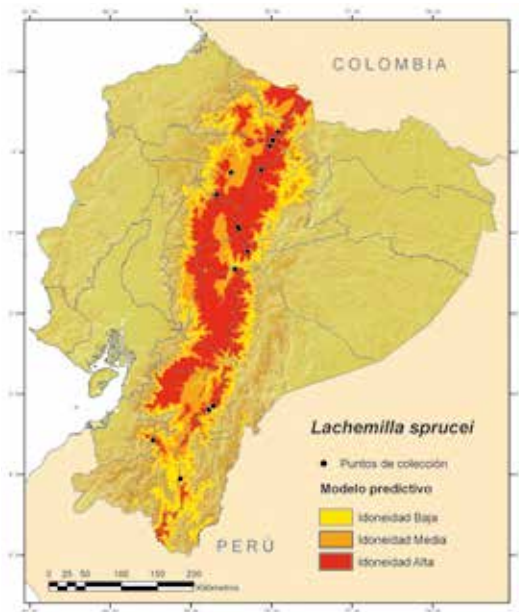 COLOMBIA
Lachemilla sprucei
Puntos de colección
Modelo predictivo
Idoneidad Baja
Idoneidad Media
Idoneidad Alta
PERÚ
0 25 50 100 150 200
Kilometros